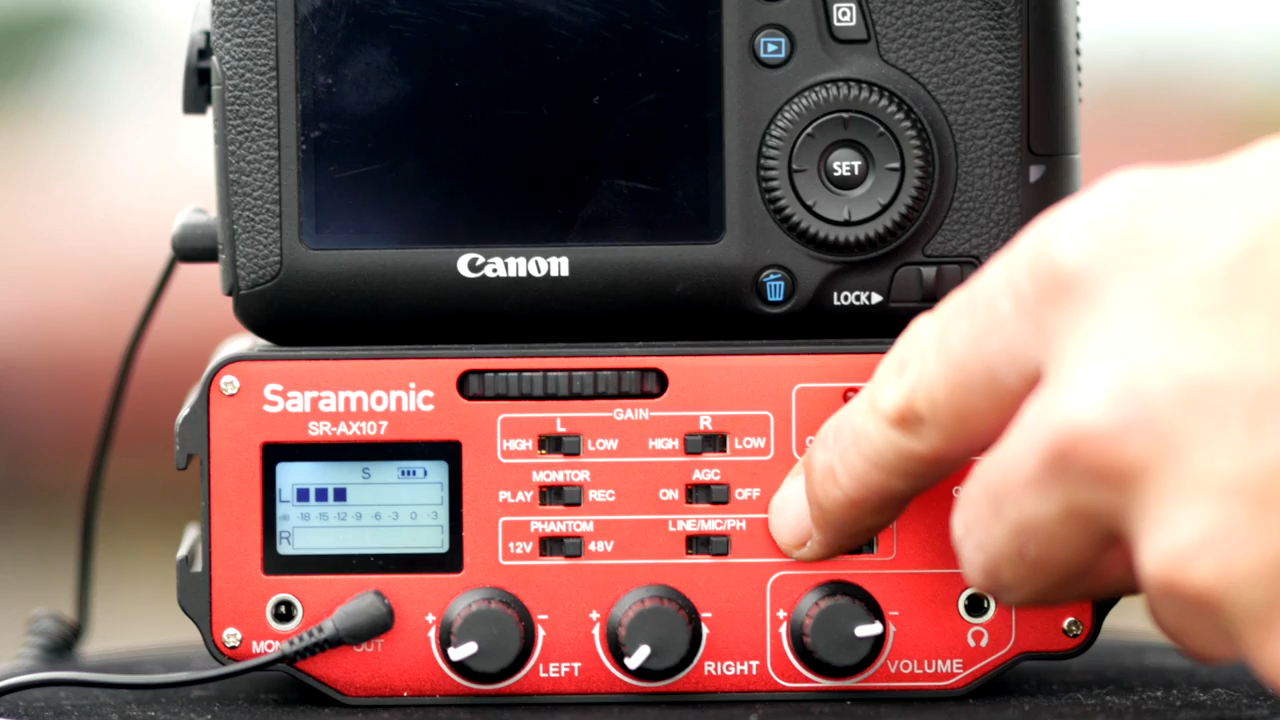 Q
SET
Canon
LOCK
Saramonic
SR-AX107
GAIN
L R
HIGH LOW HIGH LOW
MONITOR AGC
PLAY REC ON OFF
PHANTOM LINE/MIC/PH
12V 48V
S
L
dB -18 -15 -12 -9 -6 -3 0 -3
R
+ - + - + -
LEFT RIGHT VOLUME